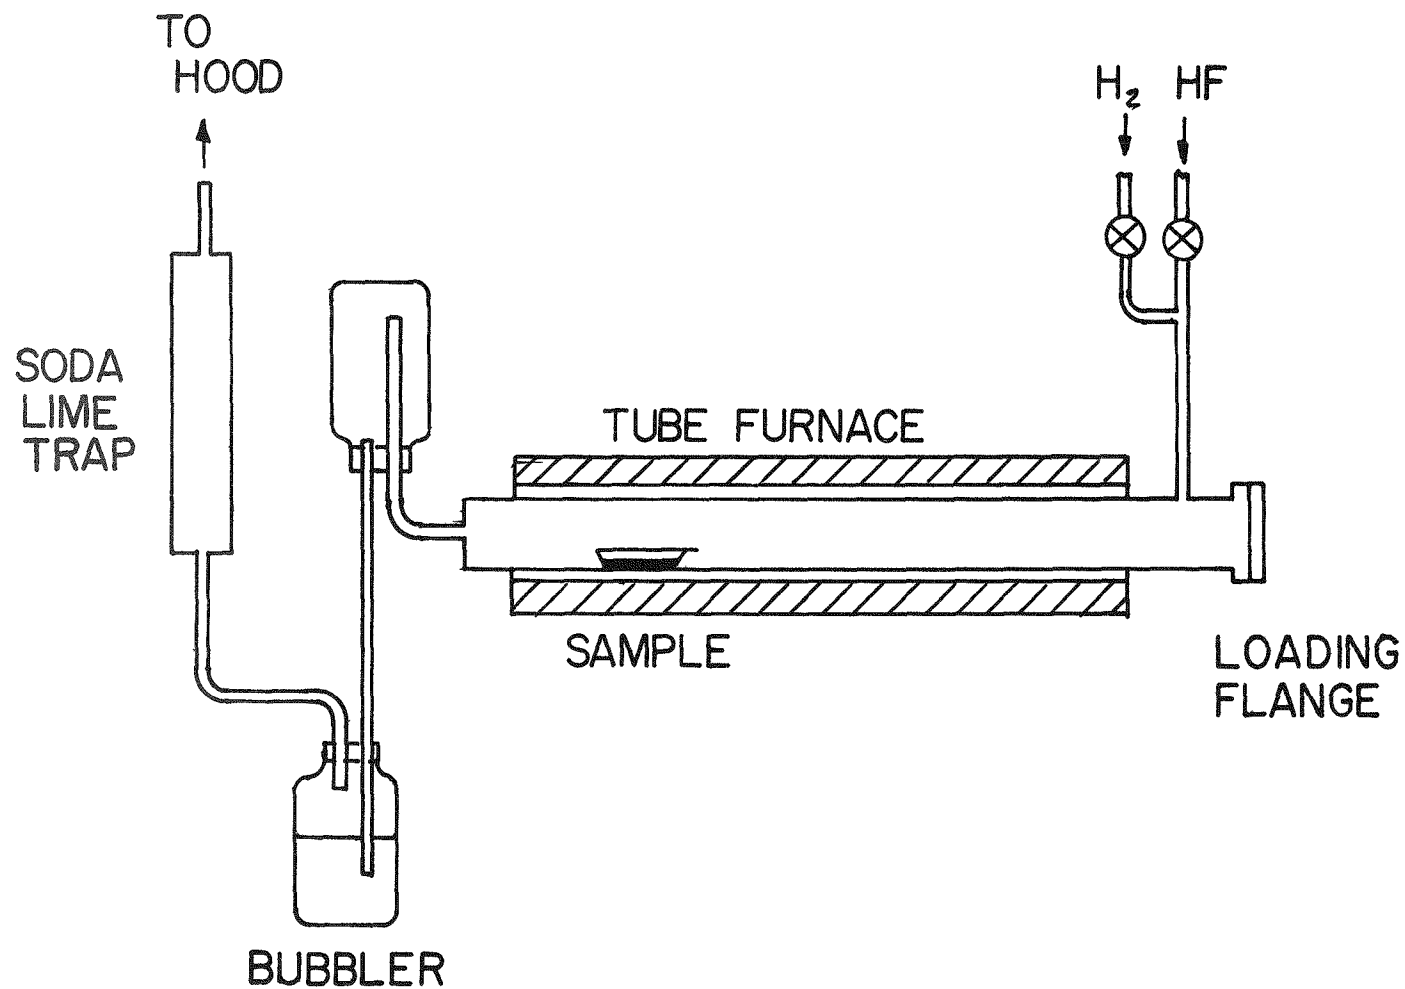 TO
HOOD
H₂ HF
SODA
LIME
TRAP
TUBE FURNACE
SAMPLE
LOADING
FLANGE
BUBBLER